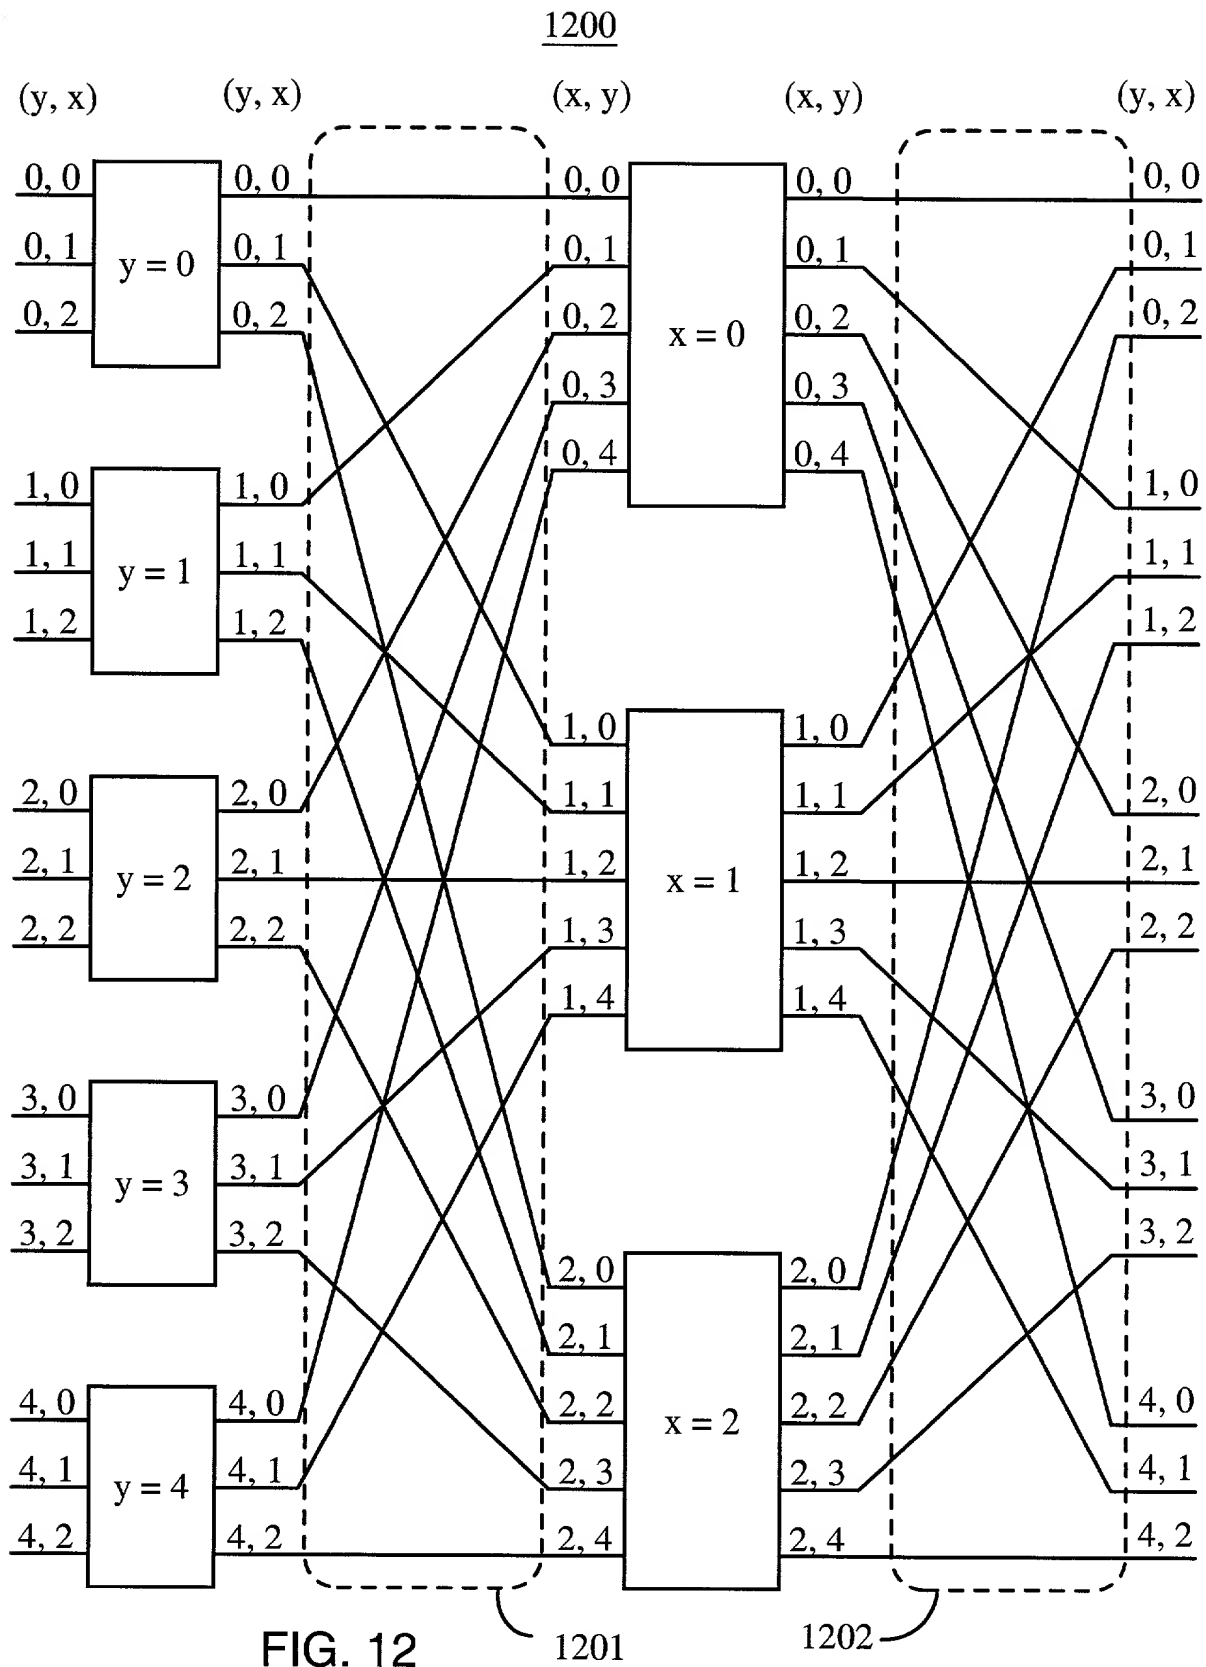 1200
(y, x) (y, x) (x, y) (x, y) (y, x)
0, 0 0, 0 0, 0 0, 0 0, 0
0, 1 y = 0 0, 1 0, 1 0, 1 0, 1
0, 2 0, 2 0, 2 x = 0 0, 2 0, 2
0, 3 0, 3
0, 4 0, 4
1, 0 1, 0 1, 0
1, 1 y = 1 1, 1 1, 1
1, 2 1, 2 1, 2
1, 0 1, 0
2, 0 2, 0 1, 1 1, 1 2, 0
2, 1 y = 2 2, 1 1, 2 x = 1 1, 2 2, 1
2, 2 2, 2 1, 3 1, 3 2, 2
1, 4 1, 4
3, 0 3, 0 3, 0
3, 1 y = 3 3, 1 3, 1
3, 2 3, 2 3, 2
2, 0 2, 0
2, 1 2, 1
4, 0 4, 0 2, 2 x = 2 2, 2 4, 0
4, 1 y = 4 4, 1 2, 3 2, 3 4, 1
4, 2 4, 2 2, 4 2, 4 4, 2
FIG. 12 1201 1202